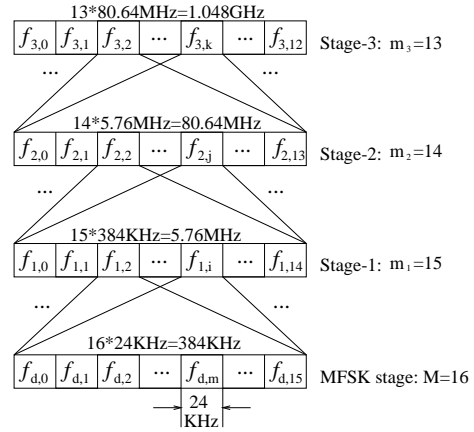 13*80.64MHz=1.048GHz
f3,0 f3,1 f3,2 ... f3,k ... f3,12 Stage-3: m3=13
... ...
14*5.76MHz=80.64MHz
f2,0 f2,1 f2,2 ... f2,j ... f2,13 Stage-2: m2=14
... ...
15*384KHz=5.76MHz
f1,0 f1,1 f1,2 ... f1,i ... f1,14 Stage-1: m1=15
... ...
16*24KHz=384KHz
fd,0 fd,1 fd,2 ... fd,m ... fd,15 MFSK stage: M=16
24
KHz